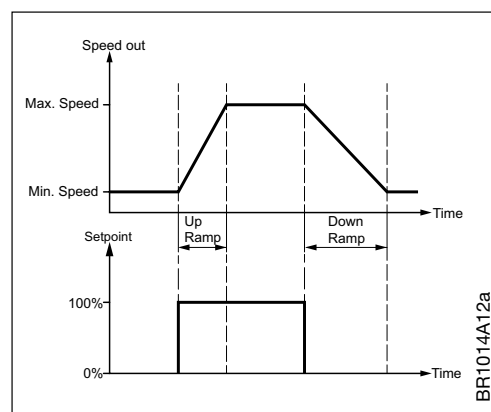 Speed out
Max. Speed
Min. Speed
Time
Up
Ramp
Down
Ramp
Setpoint
100%
0%
Time
BR1014A12a